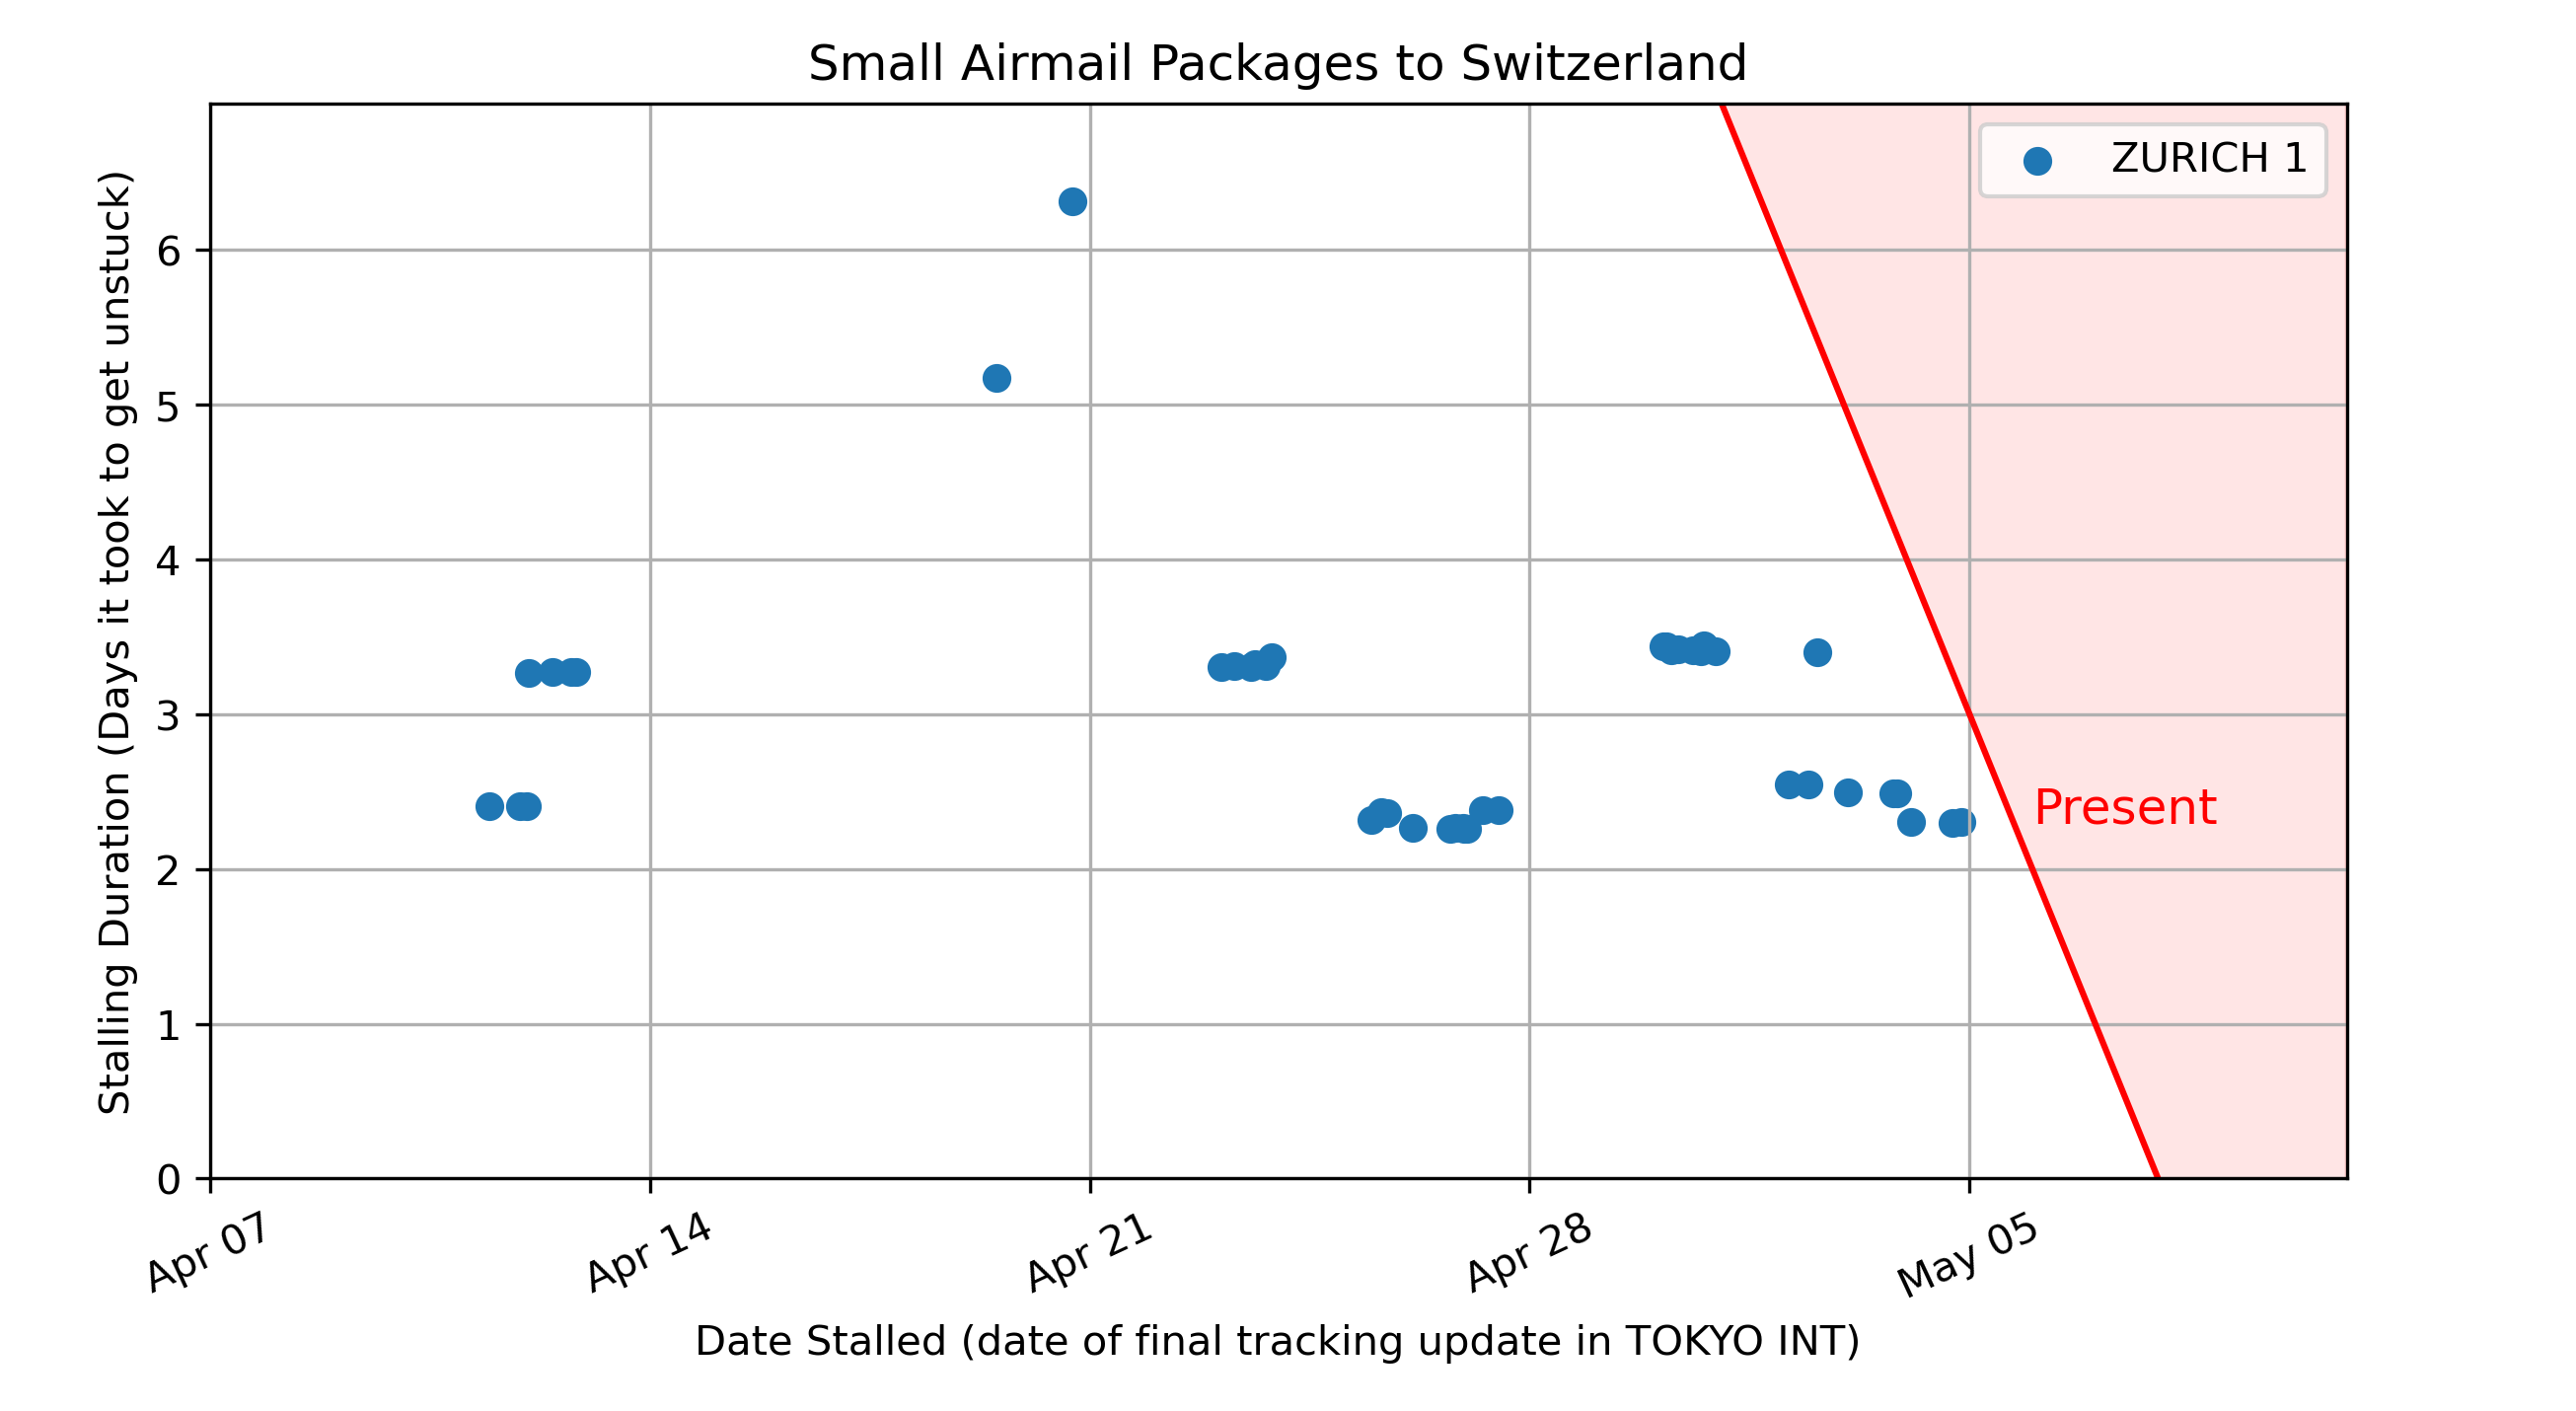 Small Airmail Packages to Switzerland
ZURICH 1
Stalling Duration (Days it took to get unstuck)
6
5
4
3
2
1
0
Present
Apr 07
Apr 14
Apr 21
Apr 28
May 05
Date Stalled (date of final tracking update in TOKYO INT)